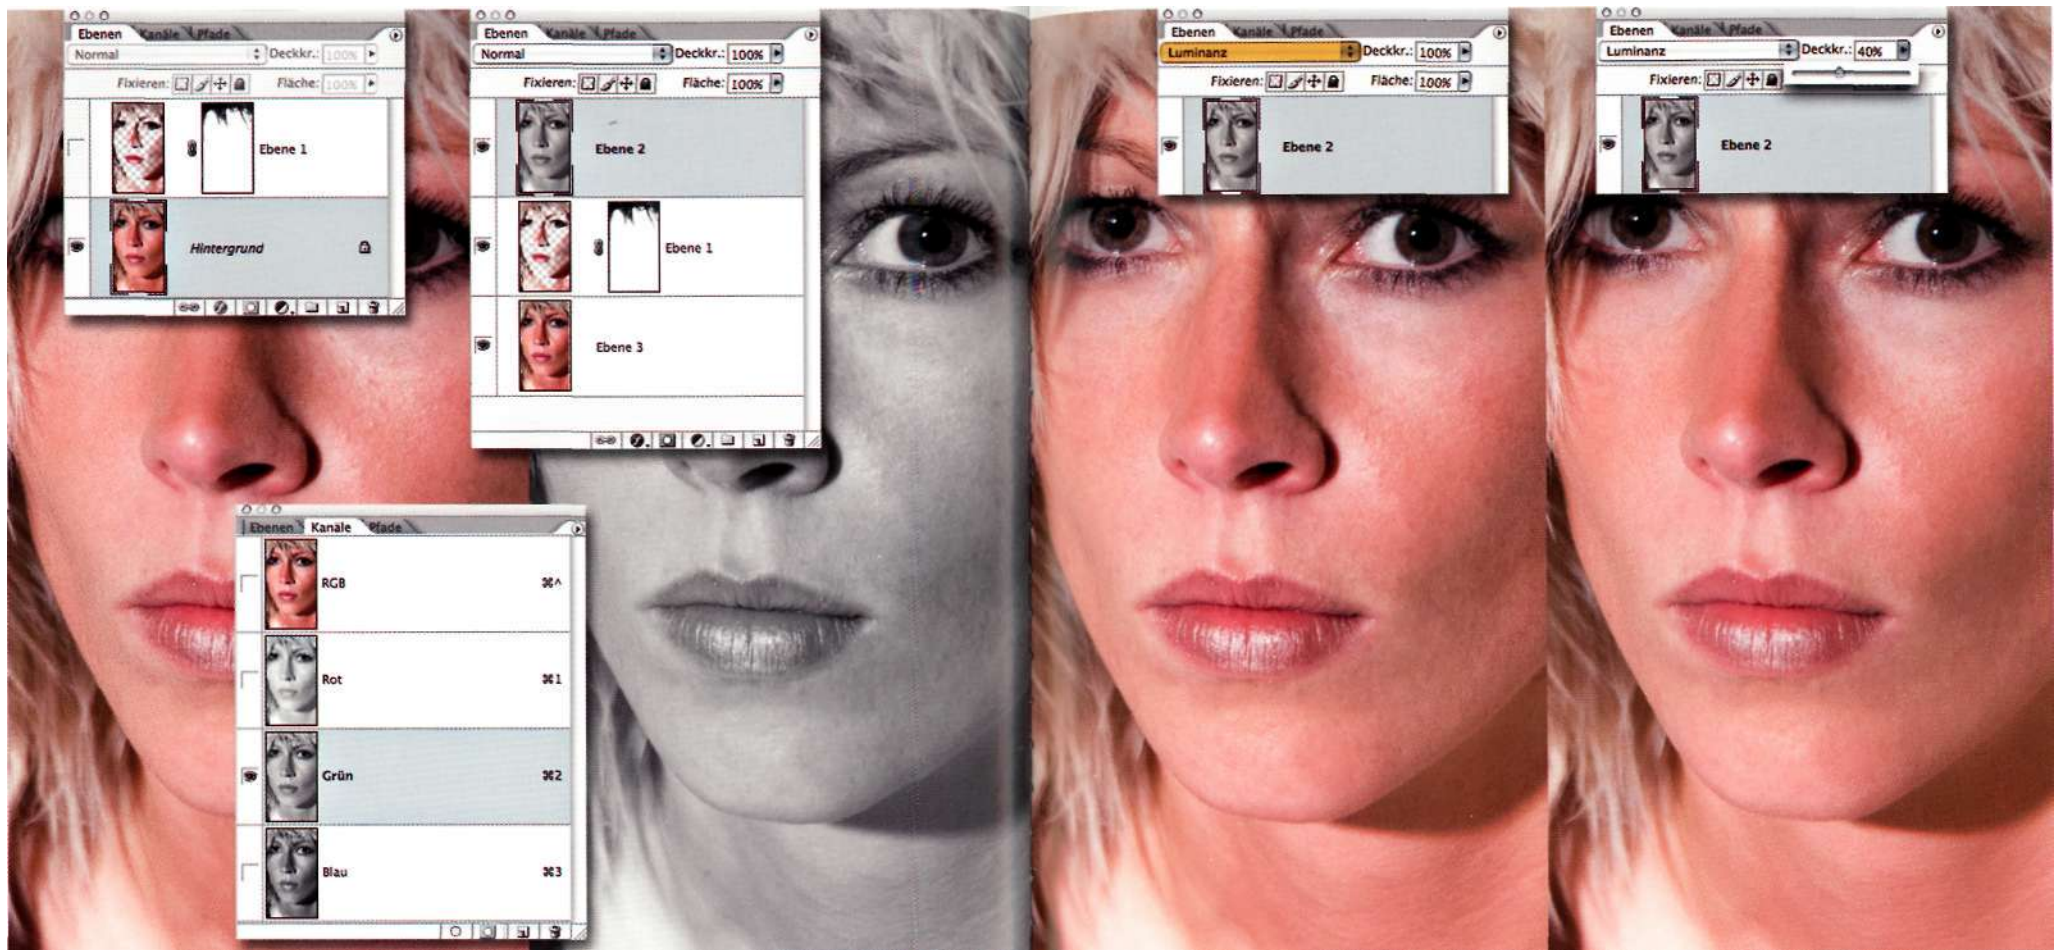 Ebenen Kanäle Pfade
Normal Deckkr.: 100%
Fixieren: Fläche: 100%
Ebene 1
Hintergrund
Ebenen Kanäle Pfade
Normal Deckkr.: 100%
Fixieren: Fläche: 100%
Ebene 2
Ebene 1
Ebene 3
Ebenen Kanäle Pfade
RGB ⌘^
Rot ⌘1
Grün ⌘2
Blau ⌘3
Ebenen Kanäle Pfade
Luminanz Deckkr.: 100%
Fixieren: Fläche: 100%
Ebene 2
Ebenen Kanäle Pfade
Luminanz Deckkr.: 40%
Fixieren:
Ebene 2